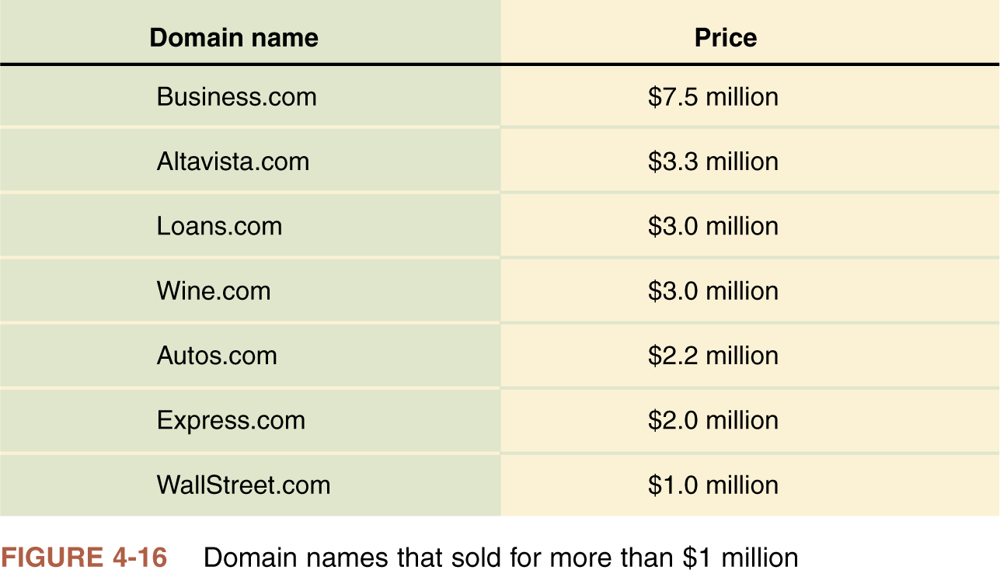 Domain name Price
Business.com $7.5 million
Altavista.com $3.3 million
Loans.com $3.0 million
Wine.com $3.0 million
Autos.com $2.2 million
Express.com $2.0 million
WallStreet.com $1.0 million
FIGURE 4-16 Domain names that sold for more than $1 million